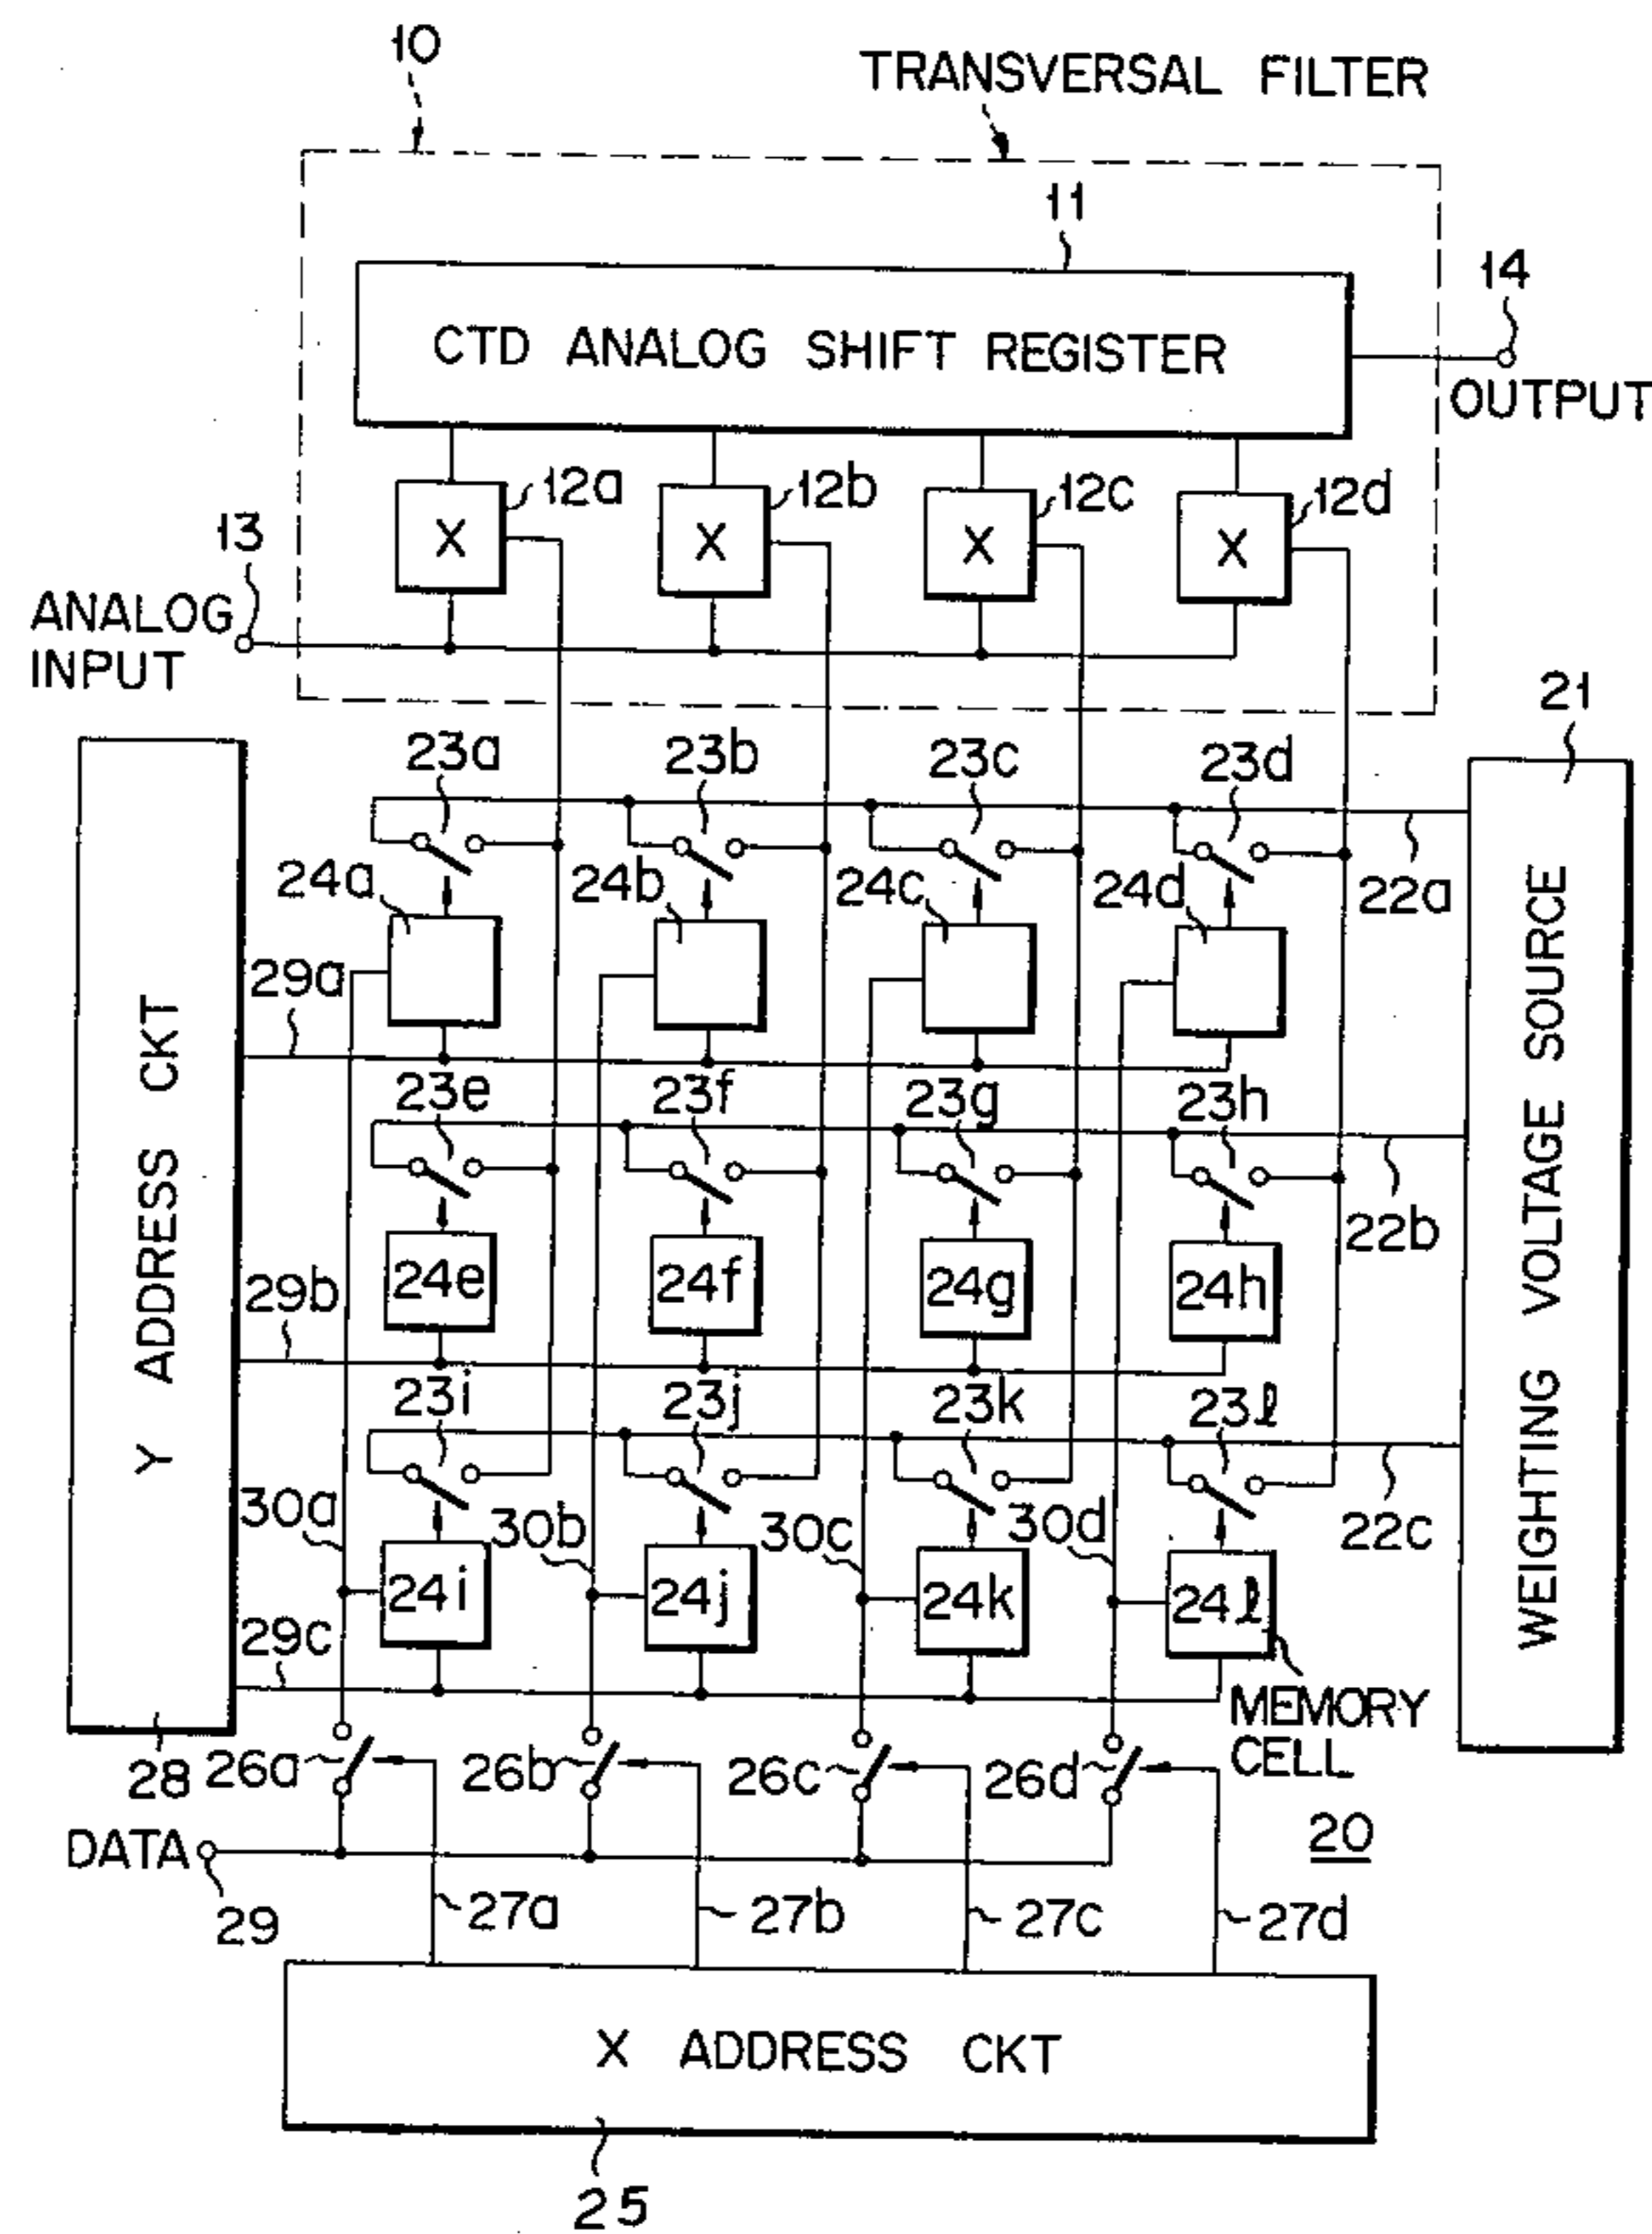 10
TRANSVERSAL FILTER
11
14
CTD ANALOG SHIFT REGISTER
OUTPUT
12a 12b 12c 12d
X X X X
13
ANALOG
INPUT
21
23a 23b 23c 23d
24a 24b 24c 24d 22a
29a
23e 23f 23g 23h
22b
24e 24f 24g 24h
29b
23i 23j 23k 23l
30a 30b 30c 30d 22c
24i 24j 24k 24l
29c
MEMORY
CELL
Y ADDRESS CKT
WEIGHTING VOLTAGE SOURCE
28 26a 26b 26c 26d
20
DATA
29
27a 27b 27c 27d
X ADDRESS CKT
25